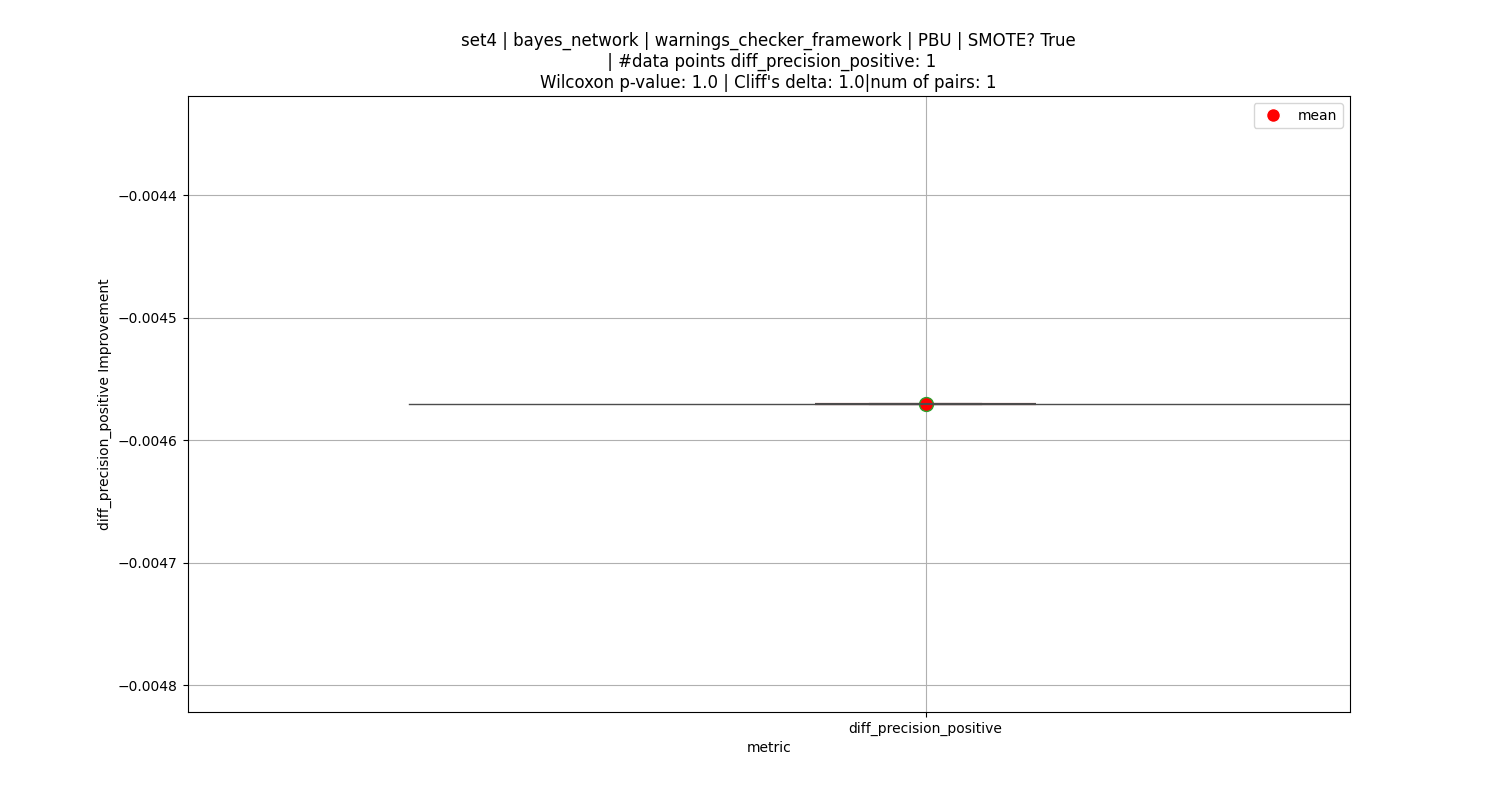 set4 | bayes_network | warnings_checker_framework | PBU | SMOTE? True
| #data points diff_precision_positive: 1
Wilcoxon p-value: 1.0 | Cliff's delta: 1.0|num of pairs: 1
mean
−0.0044
−0.0045
−0.0046
−0.0047
−0.0048
diff_precision_positive Improvement
diff_precision_positive
metric